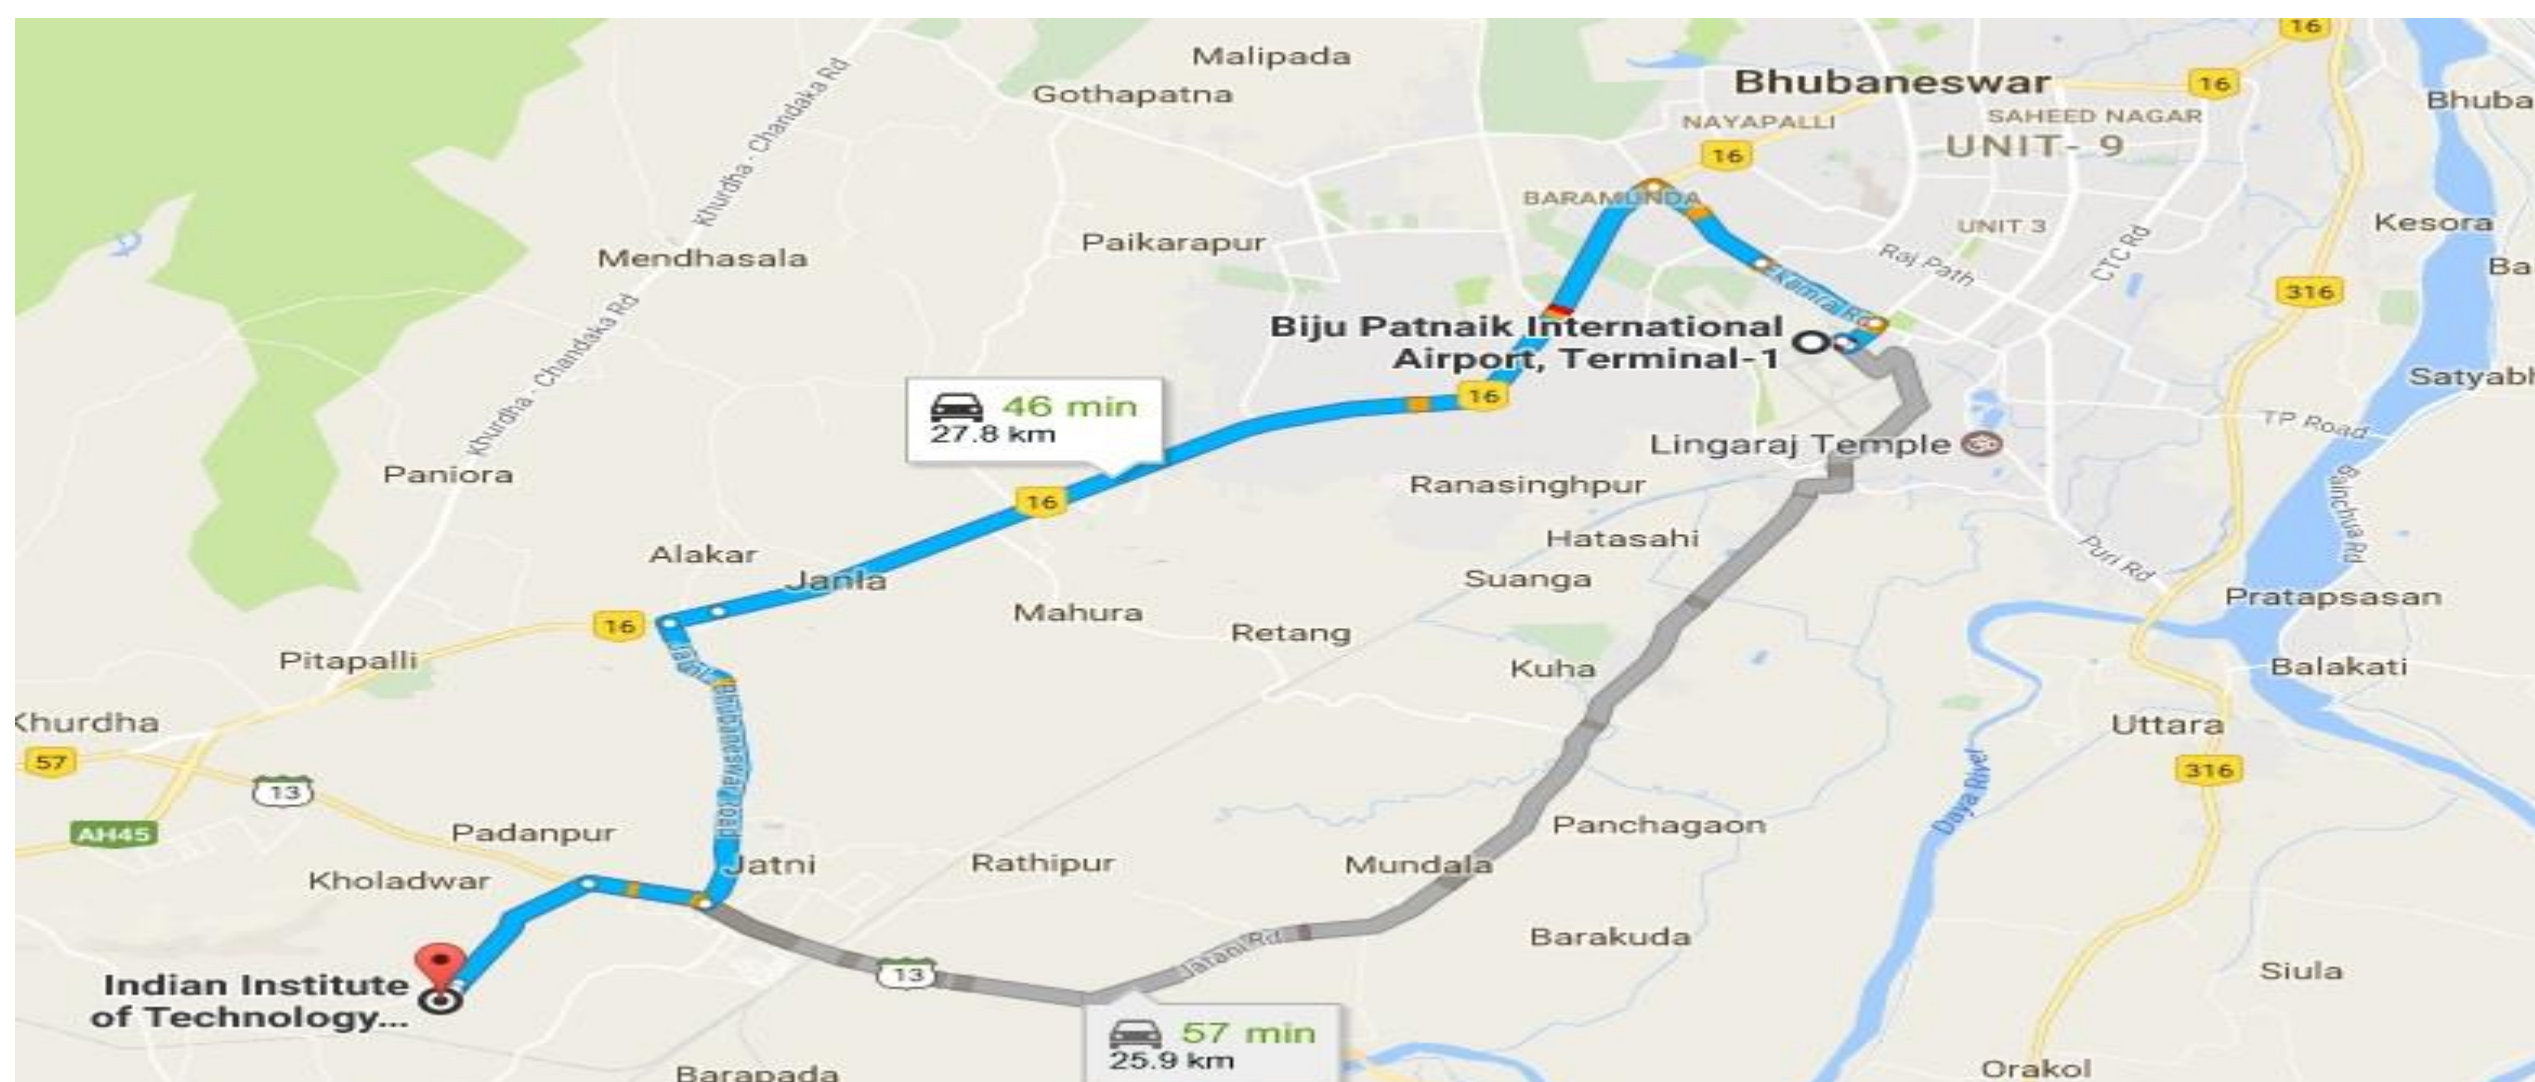 16
Malipada
Bhubaneswar
16
Gothapatna
Bhuba
SAHEED NAGAR
NAYAPALLI
UNIT- 9
16
Khurdha - Chandaka Rd
BARAMUNDA
Kesora
UNIT 3
Paikarapur
Raj Path
CTC Rd
Mendhasala
Ba
Ekamra Rd
316
Biju Patnaik International
Airport, Terminal-1
Khurdha - Chandaka Rd
Satyabh
16
46 min
27.8 km
TP Road
Lingaraj Temple
Paniora
Ranasinghpur
16
Hatasahi
Alakar
Janla
Suanga
Puri Rd
Pratapsasan
Mahura
16
Retang
Pitapalli
Kuha
Balakati
Khurdha
Uttara
57
316
13
Bhubaneswar road
Daya River
AH45
Padanpur
Panchagaon
Jatni
Rathipur
Mundala
Kholadwar
Barakuda
Jatani Rd
13
Siula
Indian Institute
of Technology...
57 min
25.9 km
Orakol
Barapada